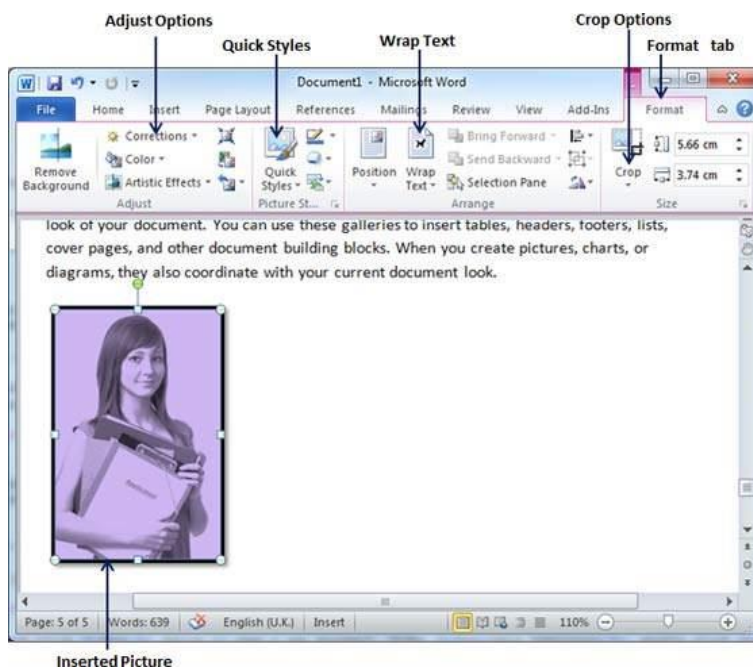 Adjust Options
Crop Options
Quick Styles
Wrap Text
Format tab
Document1 - Microsoft Word
File Home Insert Page Layout References Mailings Review View Add-Ins Format
Corrections
Color
Artistic Effects
Remove Background
Adjust
Quick Styles
Picture St...
Position
Wrap Text
Bring Forward
Send Backward
Selection Pane
Arrange
Crop
5.66 cm
3.74 cm
Size
look of your document. You can use these galleries to insert tables, headers, footers, lists,
cover pages, and other document building blocks. When you create pictures, charts, or
diagrams, they also coordinate with your current document look.
Page: 5 of 5 Words: 639 English (U.K.) Insert 110%
Inserted Picture